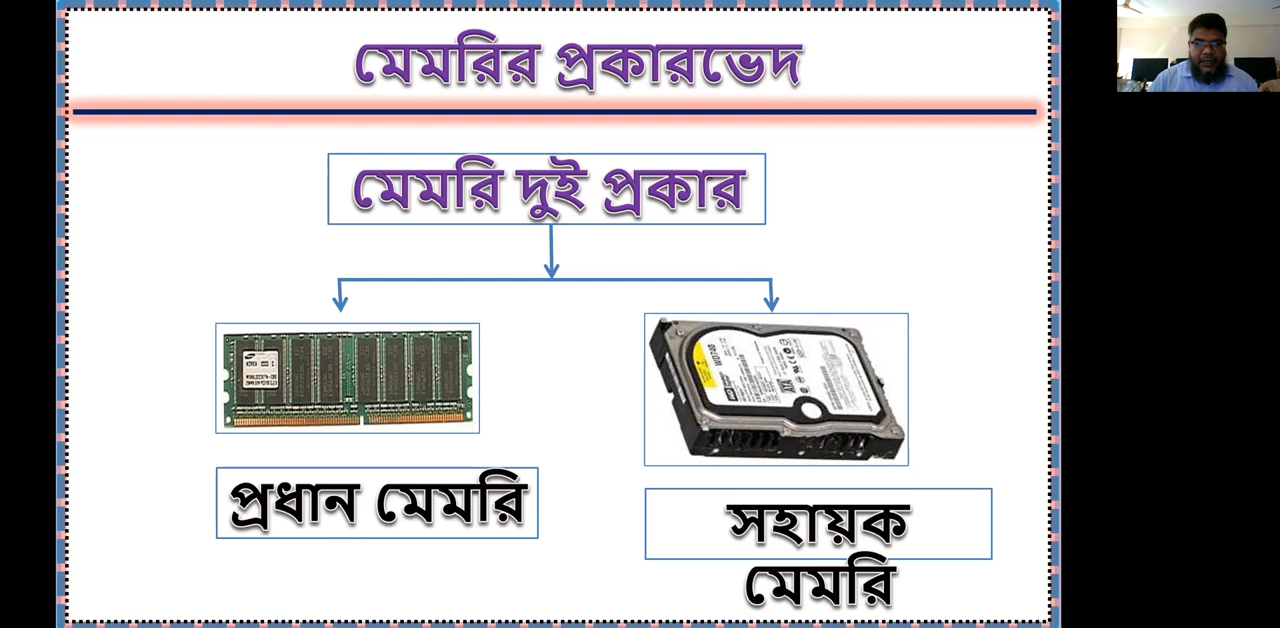 মেমরির প্রকারভেদ
মেমরি দুই প্রকার
প্রধান মেমরি
সহায়ক
মেমরি